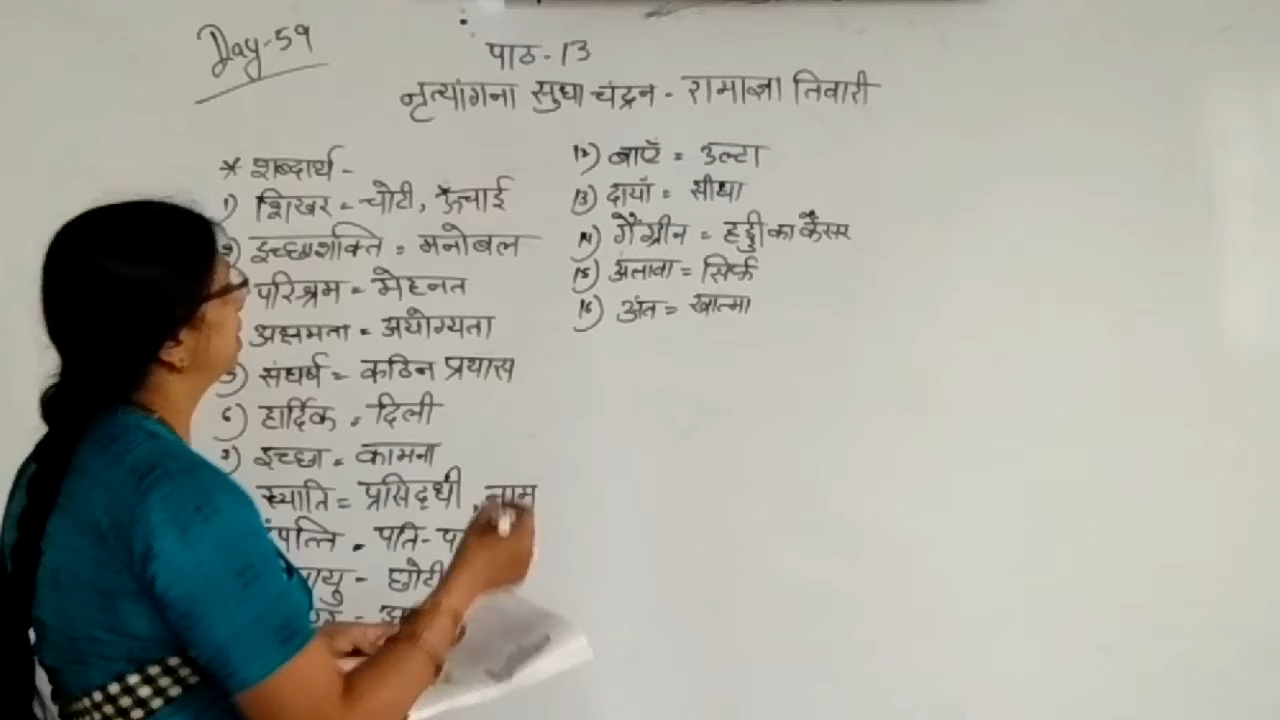 Day-59
पाठ-13
नृत्यांगना सुधा चंद्रन - रामाज्ञा तिवारी
* शब्दार्थ -
1) शिखर = चोटी, ऊँचाई
2) इच्छाशक्ति = मनोबल
परिश्रम = मेहनत
अक्षमता = अयोग्यता
5) संघर्ष = कठिन प्रयास
6) हार्दिक = दिली
7) इच्छा = कामना
ख्याति = प्रसिद्धी, नाम
पति-
छोटी
12) बाएँ = उल्टा
13) दायाँ = सीधा
14) गैंग्रीन = हड्डी का कैंसर
15) अलावा = सिर्फ
16) अंत = खात्मा